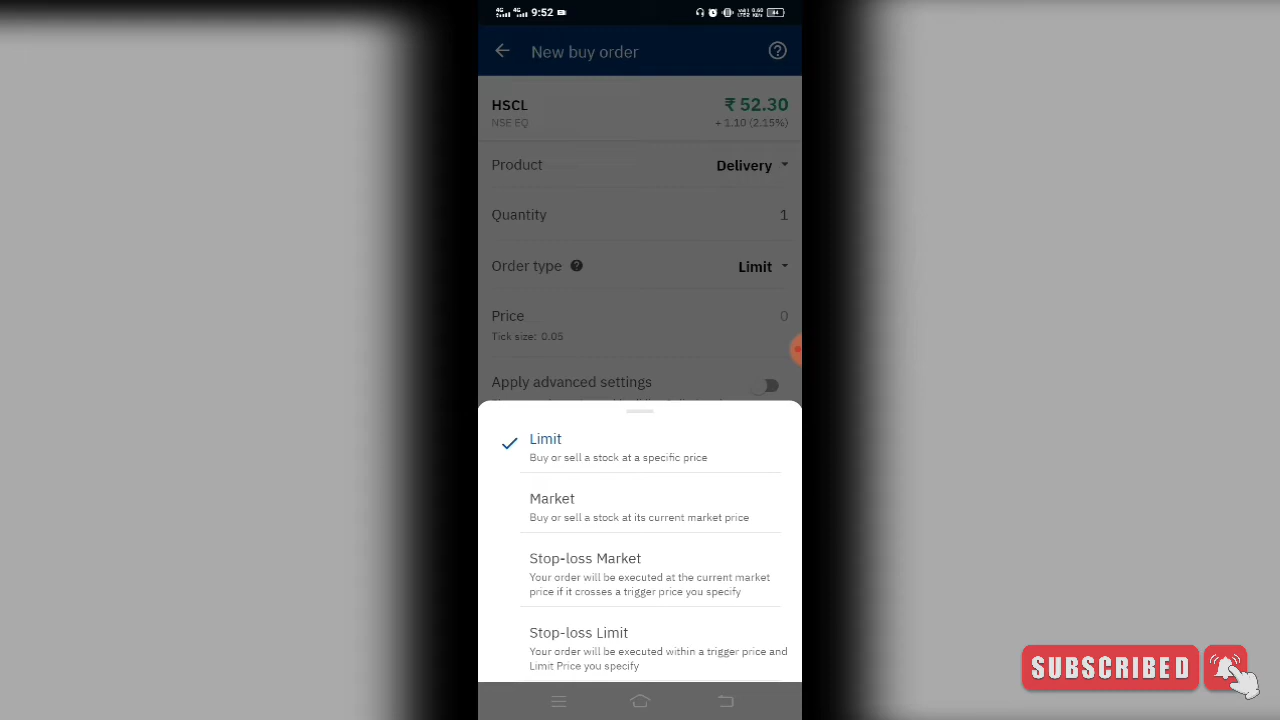 4G 4G 9:52 84
New buy order
HSCL ₹ 52.30
NSE EQ + 1.10 (2.15%)
Product Delivery
Quantity 1
Order type Limit
Price 0
Tick size: 0.05
Apply advanced settings
Limit
Buy or sell a stock at a specific price
Market
Buy or sell a stock at its current market price
Stop-loss Market
Your order will be executed at the current market
price if it crosses a trigger price you specify
Stop-loss Limit
Your order will be executed within a trigger price and
Limit Price you specify
SUBSCRIBED